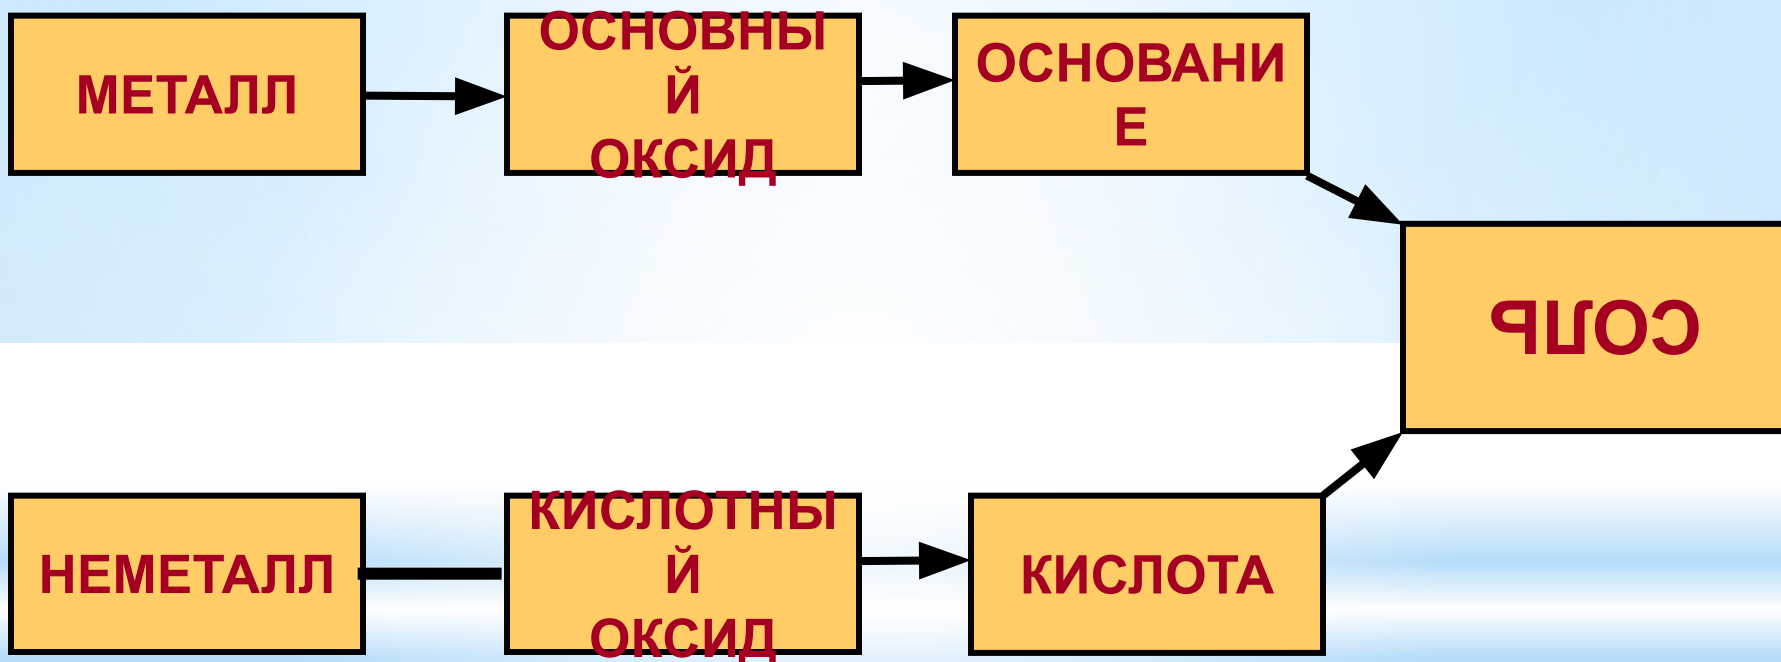 МЕТАЛЛ
ОСНОВНЫ
Й
ОКСИД
ОСНОВАНИ
Е
СОЛЬ
НЕМЕТАЛЛ
КИСЛОТНЫ
Й
ОКСИД
КИСЛОТА